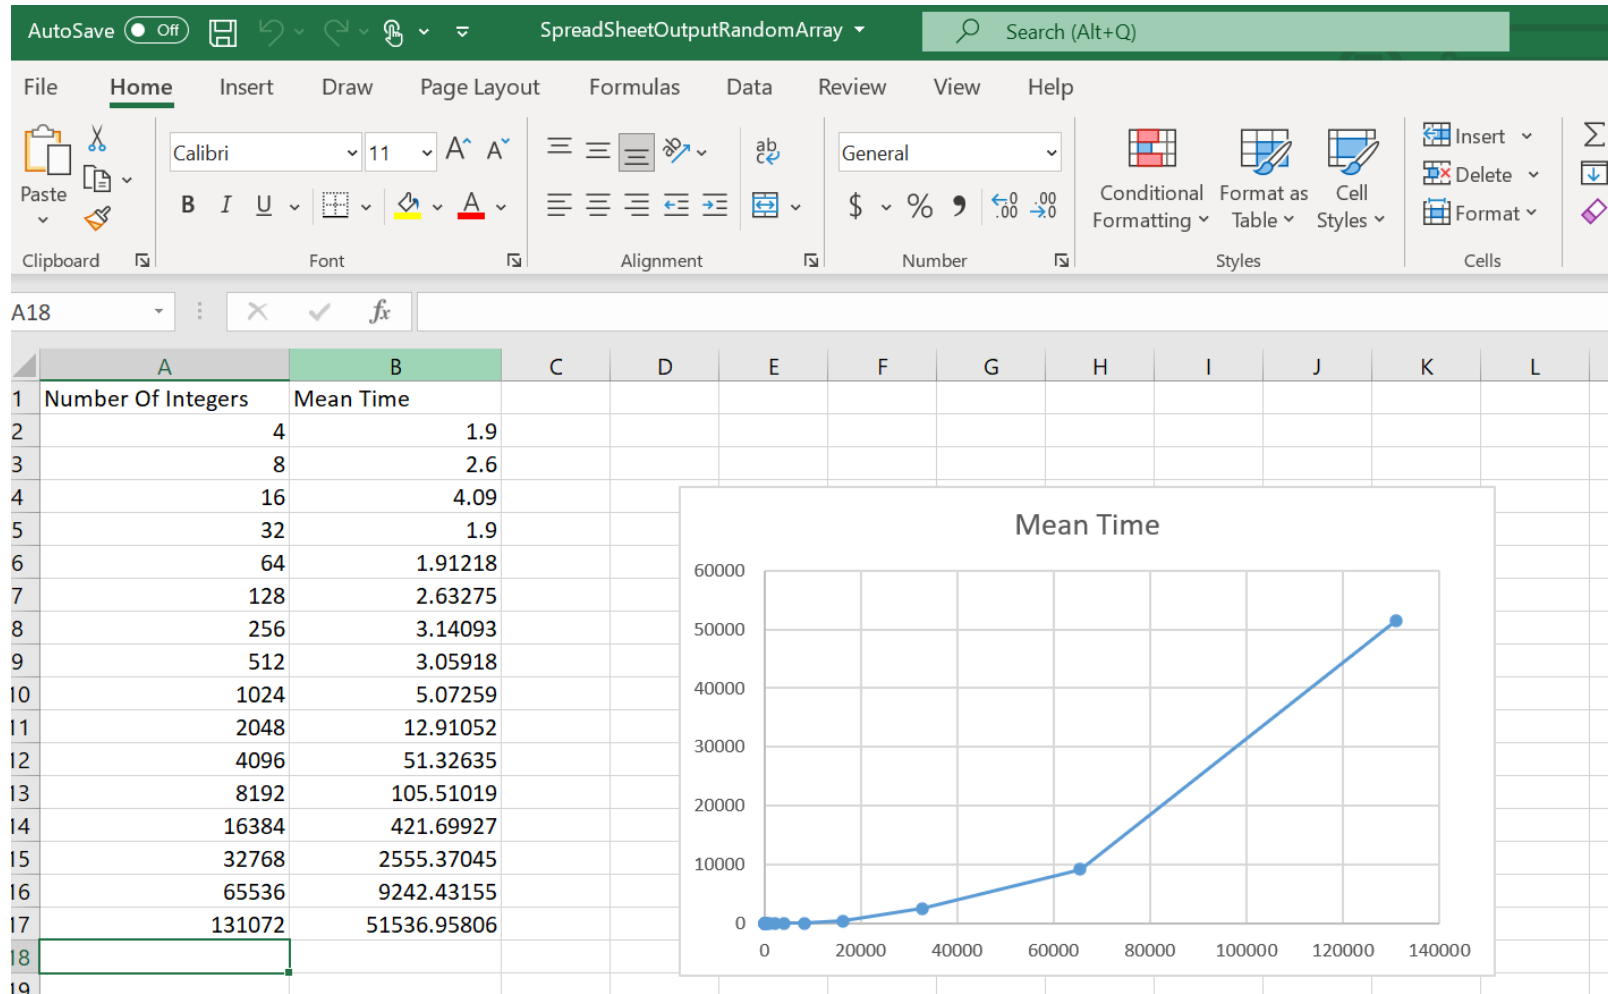 AutoSave Off SpreadSheetOutputRandomArray Search (Alt+Q)
File Home Insert Draw Page Layout Formulas Data Review View Help
Calibri 11 A A ab c General Insert
Paste Conditional Format as Cell Delete
B I U A $ % , .00 .00 Formatting Table Styles Format
Clipboard Font Alignment Number Styles Cells
A18 fx
A B C D E F G H I J K L
1 Number Of Integers Mean Time
2 4 1.9
3 8 2.6
4 16 4.09
5 32 1.9
6 64 1.91218
7 128 2.63275
8 256 3.14093
9 512 3.05918
10 1024 5.07259
11 2048 12.91052
12 4096 51.32635
13 8192 105.51019
14 16384 421.69927
15 32768 2555.37045
16 65536 9242.43155
17 131072 51536.95806
18
19
Mean Time
60000
50000
40000
30000
20000
10000
0
0 20000 40000 60000 80000 100000 120000 140000